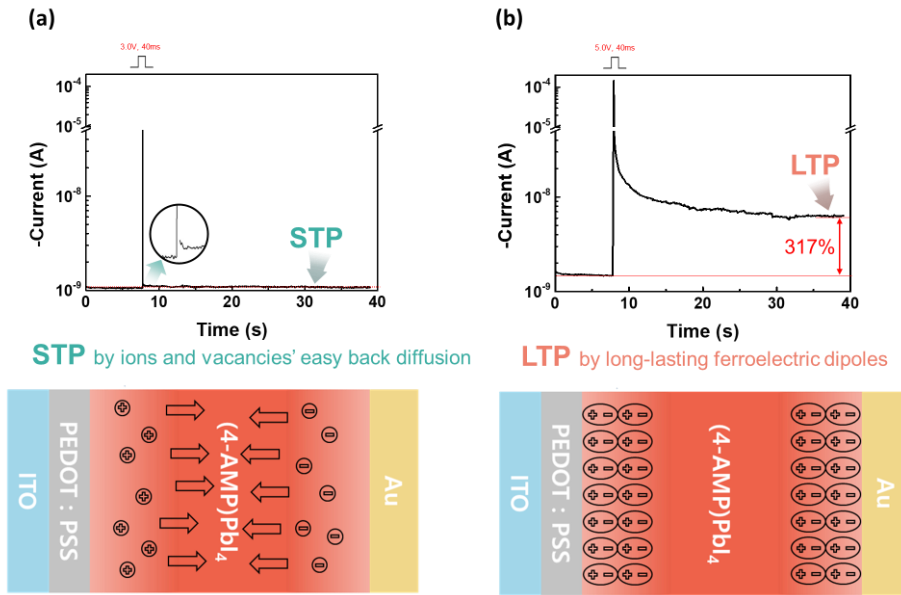 (a)
3.0V, 40ms
10⁻⁴
10⁻⁵
10⁻⁸
10⁻⁹
-Current (A)
STP
0 10 20 30 40
Time (s)
STP by ions and vacancies' easy back diffusion
ITO
PEDOT : PSS
(4-AMP)PbI₄
Au
(b)
5.0V, 40ms
10⁻⁴
10⁻⁵
10⁻⁸
10⁻⁹
-Current (A)
LTP
317%
0 10 20 30 40
Time (s)
LTP by long-lasting ferroelectric dipoles
ITO
PEDOT : PSS
(4-AMP)PbI₄
Au